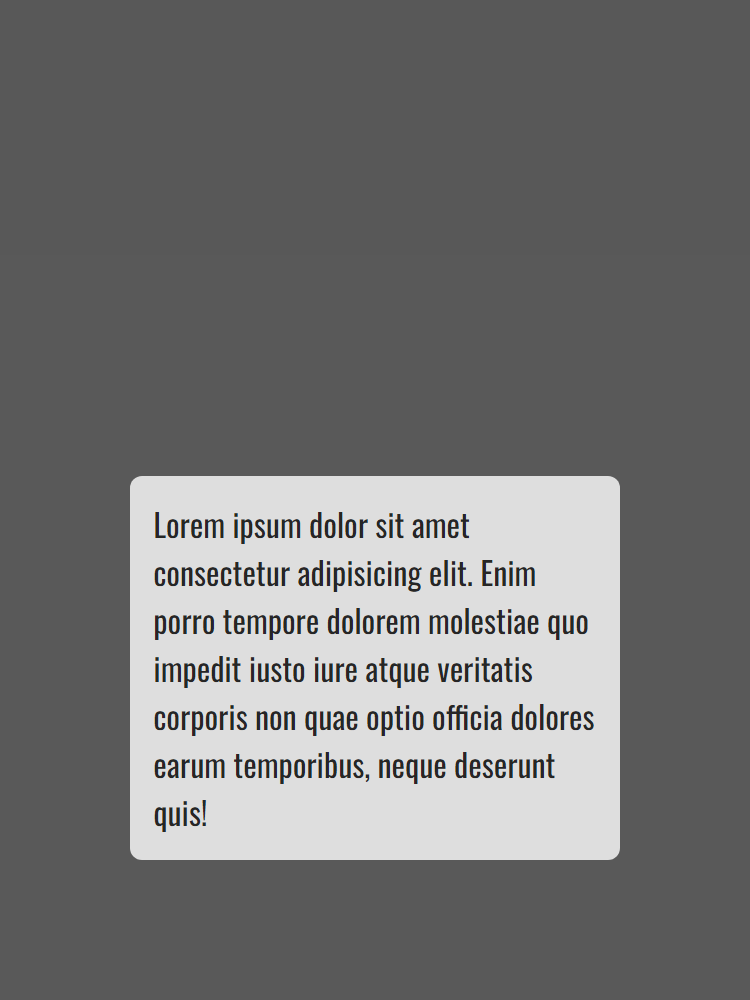 Lorem ipsum dolor sit amet
consectetur adipisicing elit. Enim
porro tempore dolorem molestiae quo
impedit iusto iure atque veritatis
corporis non quae optio officia dolores
earum temporibus, neque deserunt
quis!